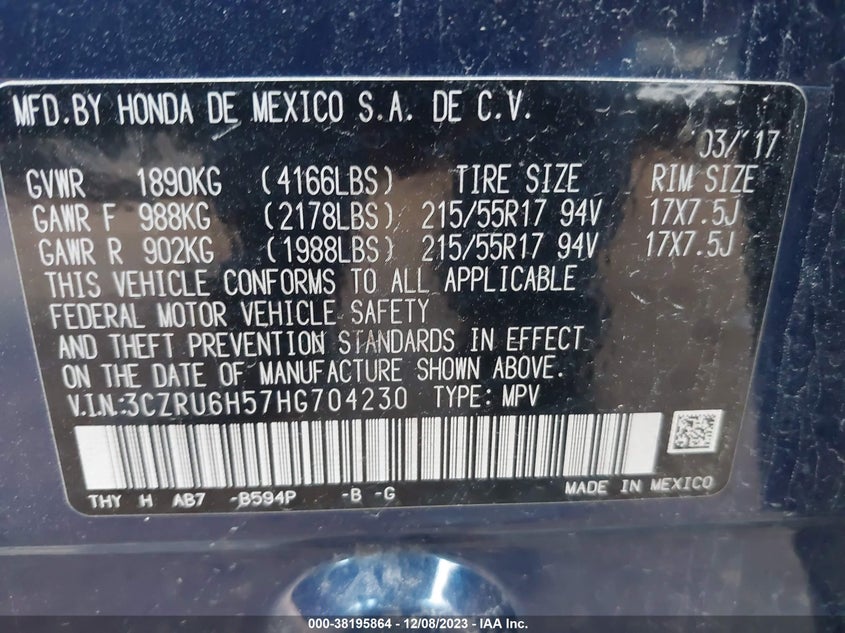 MFD.BY HONDA DE MEXICO S.A. DE C.V.
03/'17
GVWR 1890KG (4166LBS) TIRE SIZE RIM SIZE
GAWR F 988KG (2178LBS) 215/55R17 94V 17X7.5J
GAWR R 902KG (1988LBS) 215/55R17 94V 17X7.5J
THIS VEHICLE CONFORMS TO ALL APPLICABLE
FEDERAL MOTOR VEHICLE SAFETY
AND THEFT PREVENTION STANDARDS IN EFFECT
ON THE DATE OF MANUFACTURE SHOWN ABOVE.
V.I.N:3CZRU6H57HG704230 TYPE: MPV
THY H AB7 -B594P -B -G MADE IN MEXICO
000-38195864 - 12/08/2023 - © IAA Inc.